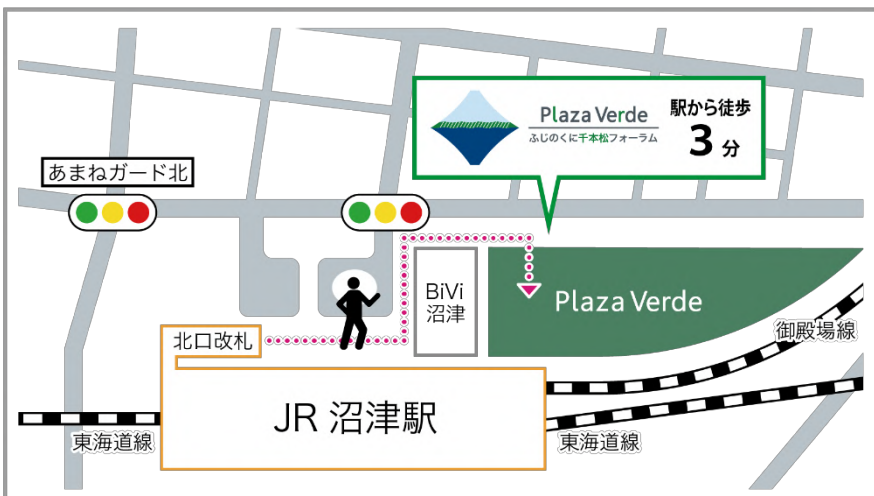 Plaza Verde
ふじのくに千本松フォーラム
駅から徒歩
3分
あまねガード北
BiVi
沼津
Plaza Verde
御殿場線
北口改札
JR 沼津駅
東海道線
東海道線